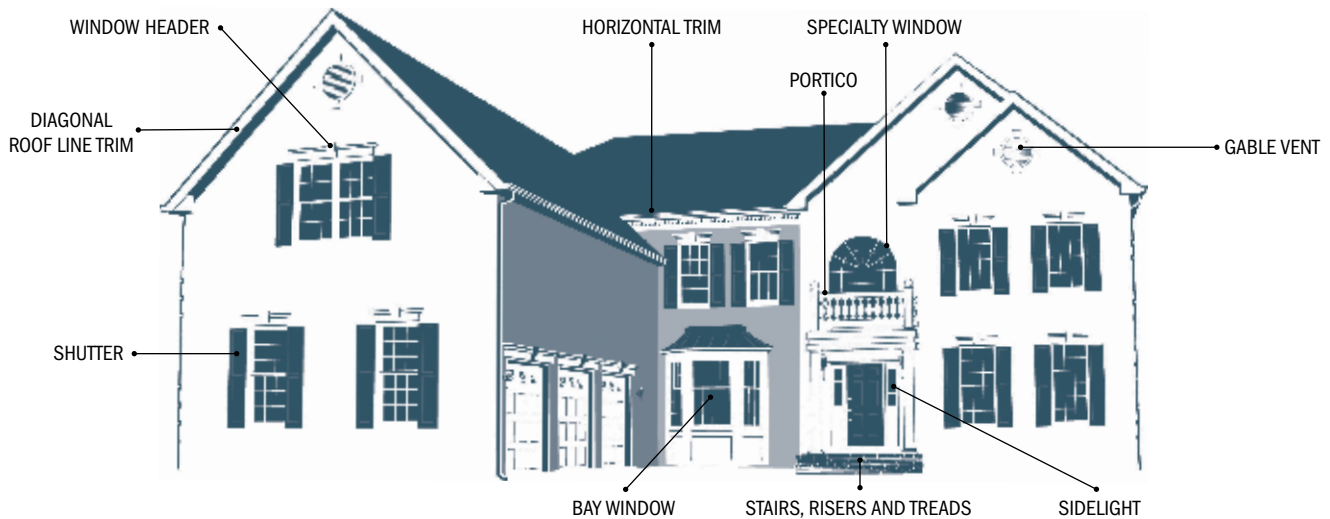 WINDOW HEADER
HORIZONTAL TRIM
SPECIALTY WINDOW
PORTICO
DIAGONAL
ROOF LINE TRIM
GABLE VENT
SHUTTER
BAY WINDOW
STAIRS, RISERS AND TREADS
SIDELIGHT